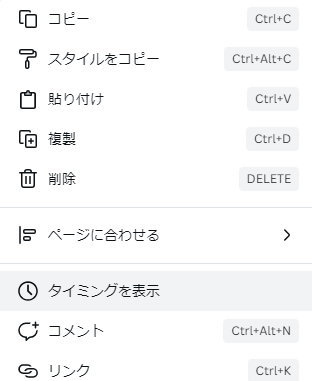 コピー Ctrl+C
スタイルをコピー Ctrl+Alt+C
貼り付け Ctrl+V
複製 Ctrl+D
削除 DELETE
ページに合わせる
タイミングを表示
コメント Ctrl+Alt+N
リンク Ctrl+K